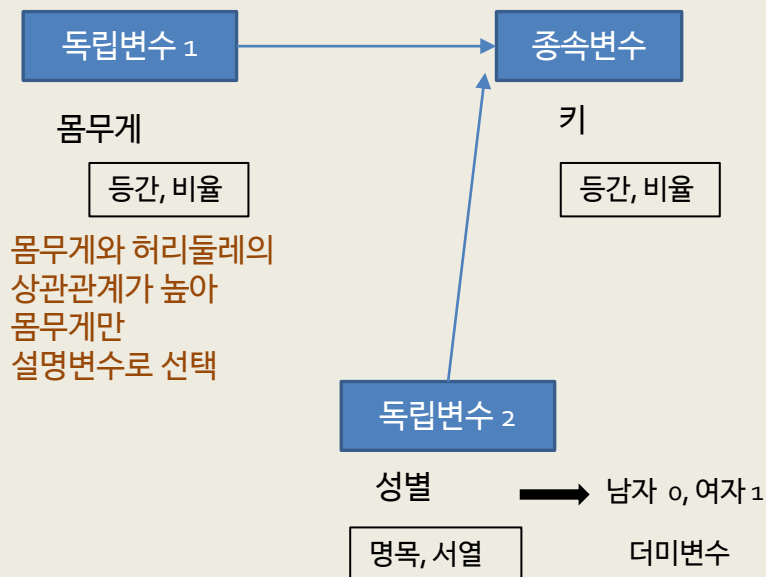 독립변수 1
종속변수
몸무게
키
등간, 비율
등간, 비율
몸무게와 허리둘레의
상관관계가 높아
몸무게만
설명변수로 선택
독립변수 2
성별
남자 0, 여자 1
명목, 서열
더미변수